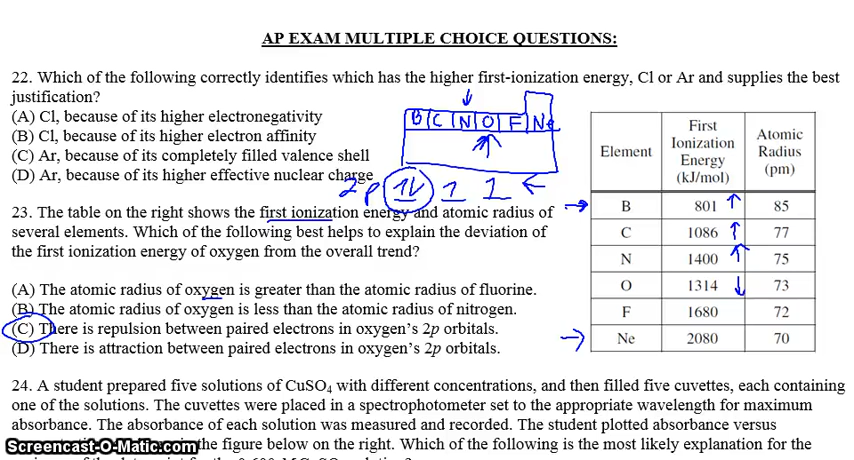 AP EXAM MULTIPLE CHOICE QUESTIONS:
22. Which of the following correctly identifies which has the higher first-ionization energy, Cl or Ar and supplies the best
justification?
(A) Cl, because of its higher electronegativity
(B) Cl, because of its higher electron affinity
(C) Ar, because of its completely filled valence shell
(D) Ar, because of its higher effective nuclear charge
B C N O F Ne
2p 1L 1 1
23. The table on the right shows the first ionization energy and atomic radius of
several elements. Which of the following best helps to explain the deviation of
the first ionization energy of oxygen from the overall trend?
(A) The atomic radius of oxygen is greater than the atomic radius of fluorine.
(B) The atomic radius of oxygen is less than the atomic radius of nitrogen.
(C) There is repulsion between paired electrons in oxygen's 2p orbitals.
(D) There is attraction between paired electrons in oxygen's 2p orbitals.
Element First Ionization Energy (kJ/mol) Atomic Radius (pm)
B 801 ↑ 85
C 1086 ↑ 77
N 1400 ↑ 75
O 1314 ↓ 73
F 1680 72
Ne 2080 70
24. A student prepared five solutions of CuSO₄ with different concentrations, and then filled five cuvettes, each containing
one of the solutions. The cuvettes were placed in a spectrophotometer set to the appropriate wavelength for maximum
absorbance. The absorbance of each solution was measured and recorded. The student plotted absorbance versus
in the figure below on the right. Which of the following is the most likely explanation for the
Screencast-O-Matic.com